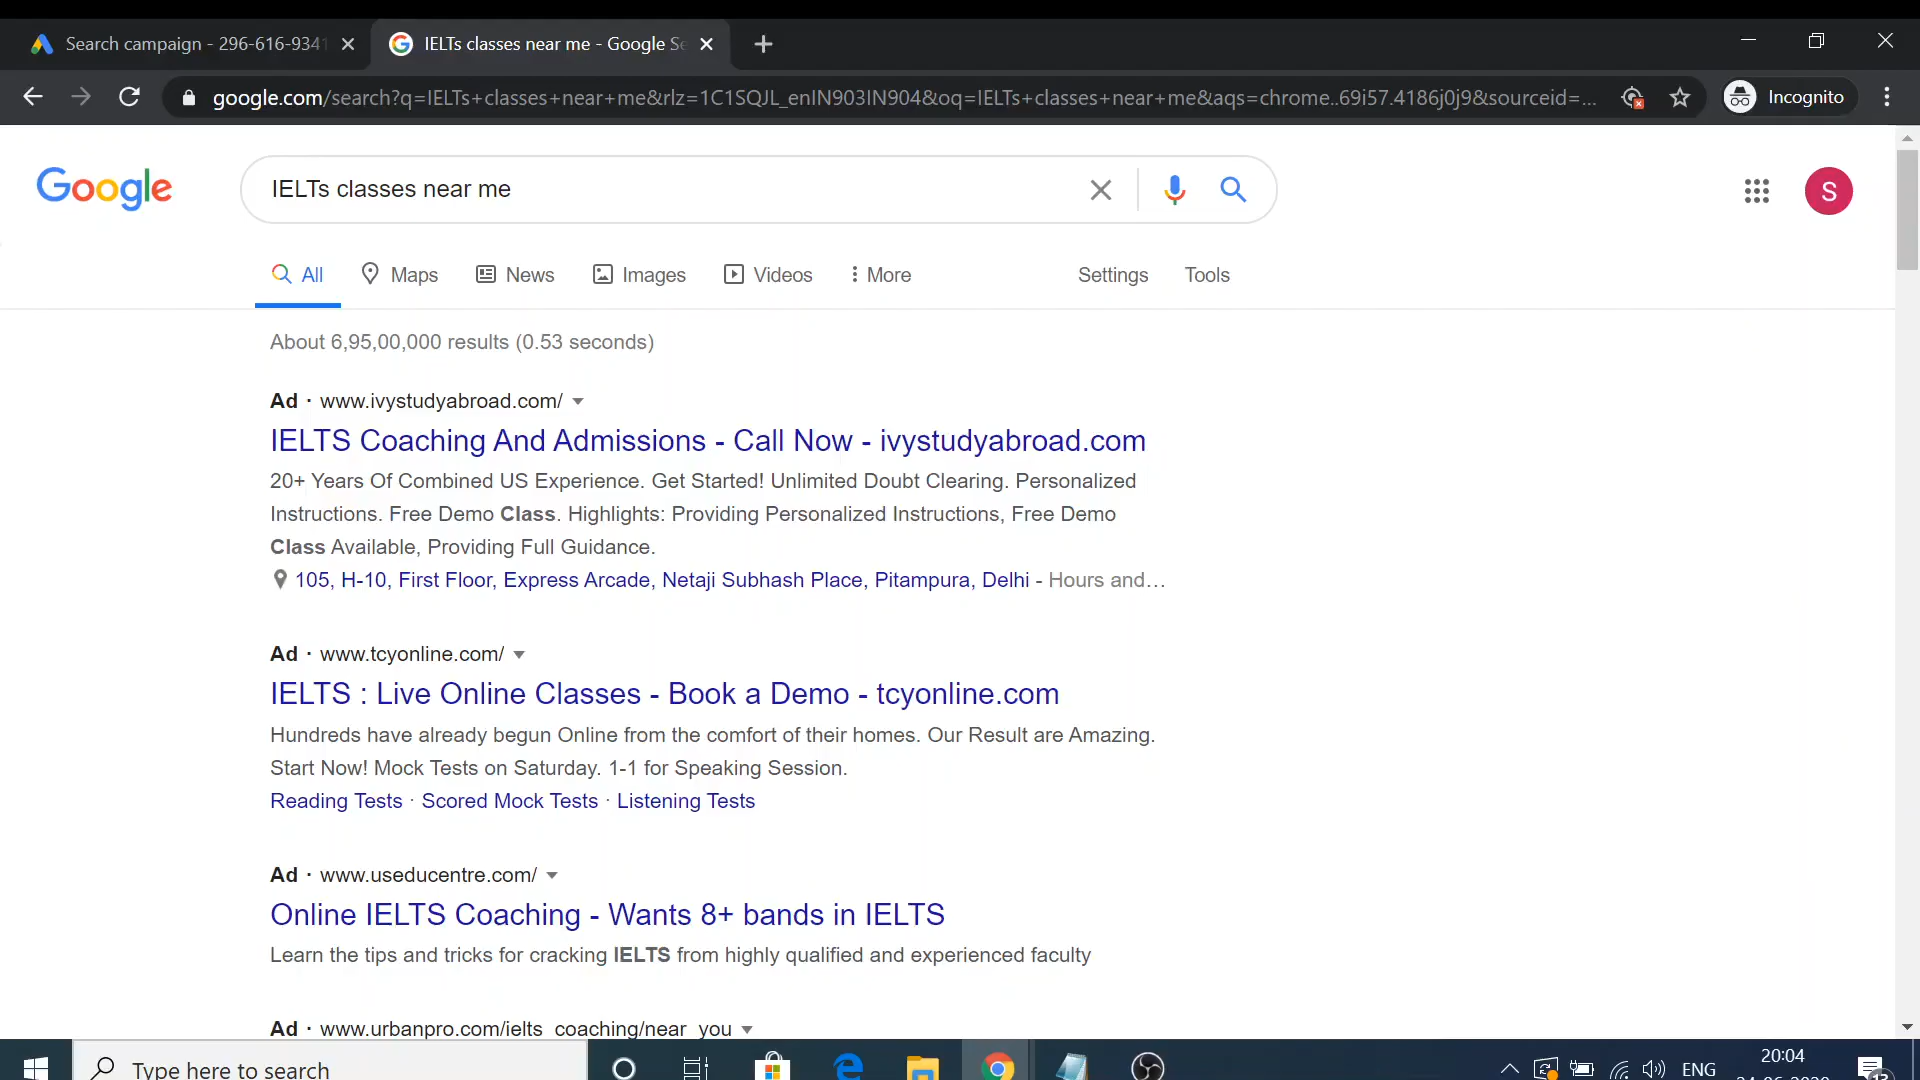 Search campaign - 296-616-9341
IELTs classes near me - Google Se
google.com/search?q=IELTs+classes+near+me&rlz=1C1SQJL_enIN903IN904&oq=IELTs+classes+near+me&aqs=chrome..69i57.4186j0j9&sourceid=...
Incognito
Google
IELTs classes near me
S
All
Maps
News
Images
Videos
More
Settings
Tools
About 6,95,00,000 results (0.53 seconds)
Ad · www.ivystudyabroad.com/
IELTS Coaching And Admissions - Call Now - ivystudyabroad.com
20+ Years Of Combined US Experience. Get Started! Unlimited Doubt Clearing. Personalized
Instructions. Free Demo Class. Highlights: Providing Personalized Instructions, Free Demo
Class Available, Providing Full Guidance.
105, H-10, First Floor, Express Arcade, Netaji Subhash Place, Pitampura, Delhi - Hours and...
Ad · www.tcyonline.com/
IELTS : Live Online Classes - Book a Demo - tcyonline.com
Hundreds have already begun Online from the comfort of their homes. Our Result are Amazing.
Start Now! Mock Tests on Saturday. 1-1 for Speaking Session.
Reading Tests · Scored Mock Tests · Listening Tests
Ad · www.useducentre.com/
Online IELTS Coaching - Wants 8+ bands in IELTS
Learn the tips and tricks for cracking IELTS from highly qualified and experienced faculty
Ad · www.urbanpro.com/ielts_coaching/near_you
Type here to search
ENG
20:04